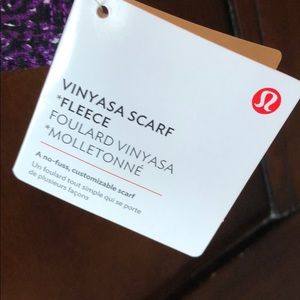 VINYASA SCARF
*FLEECE
FOULARD VINYASA
*MOLLETONNÉ
A no-fuss, customizable scarf
Un foulard tout simple qui se porte
de plusieurs façons